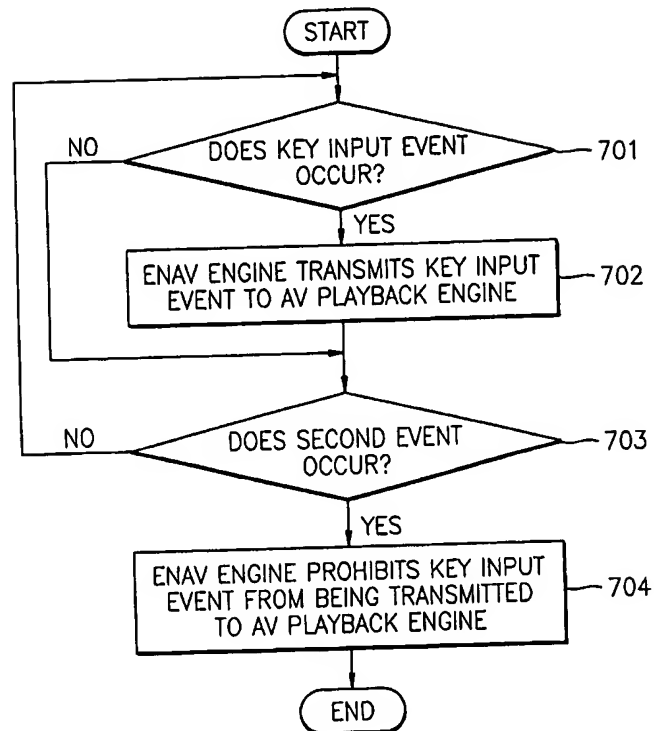 START
DOES KEY INPUT EVENT
OCCUR?
701
NO
YES
ENAV ENGINE TRANSMITS KEY INPUT
EVENT TO AV PLAYBACK ENGINE
702
DOES SECOND EVENT
OCCUR?
703
NO
YES
ENAV ENGINE PROHIBITS KEY INPUT
EVENT FROM BEING TRANSMITTED
TO AV PLAYBACK ENGINE
704
END